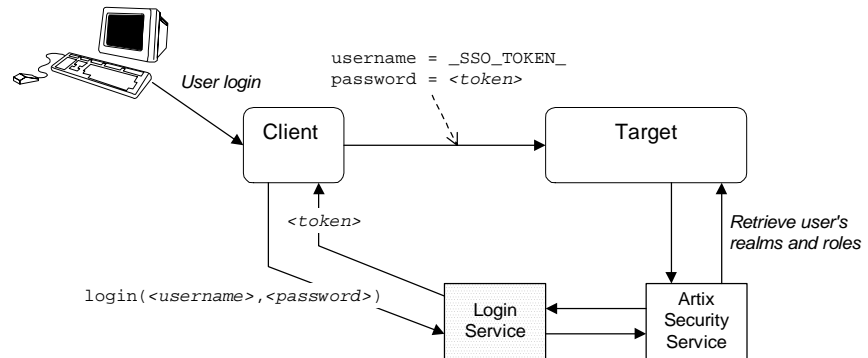 username = _SSO_TOKEN_
password = <token>
User login
Client
Target
<token>
Retrieve user's
realms and roles
login(<username>,<password>)
Login
Service
Artix
Security
Service